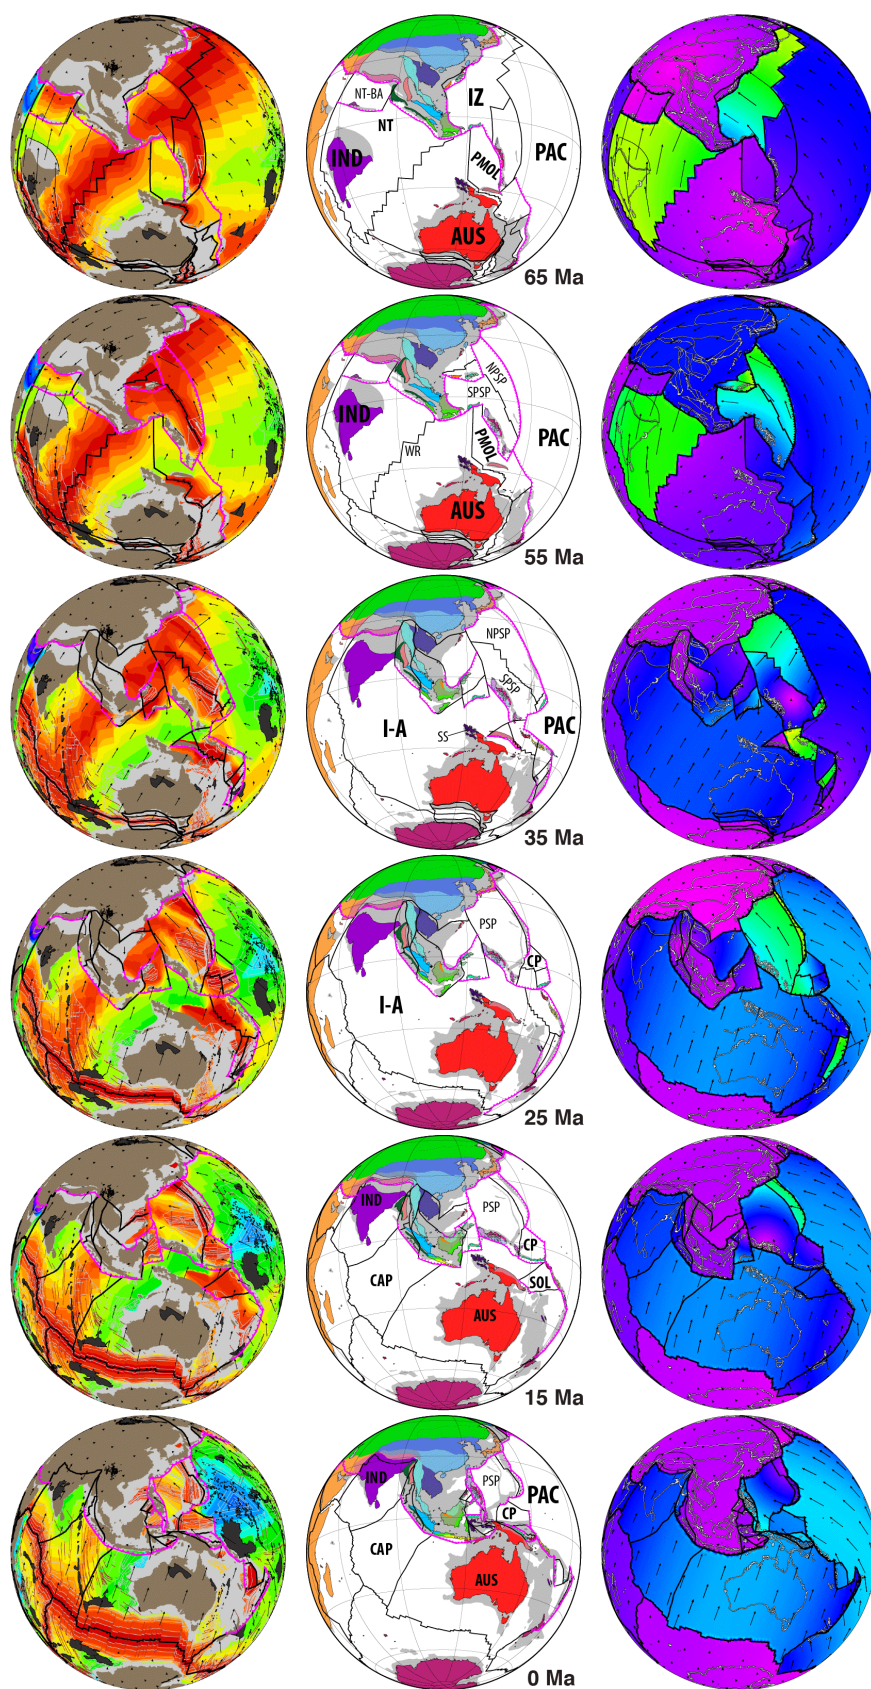 NT-BA
IZ
NT
IND
PMOL
PAC
AUS
65 Ma
NPSP
IND
SPSP
PMOL
PAC
WR
AUS
55 Ma
NPSP
SPSP
I-A
PAC
SS
35 Ma
PSP
CP
I-A
25 Ma
IND
PSP
CP
CAP
SOL
AUS
15 Ma
IND
PSP
PAC
CP
CAP
AUS
0 Ma